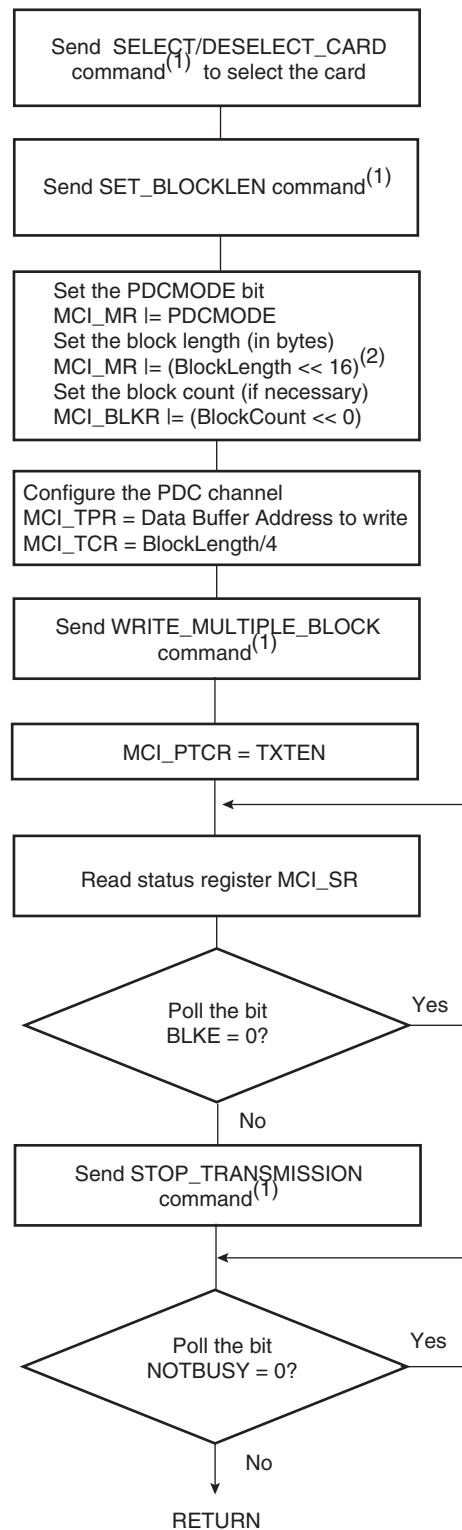 Send SELECT/DESELECT_CARD
command(1) to select the card
Send SET_BLOCKLEN command(1)
Set the PDCMODE bit
MCI_MR |= PDCMODE
Set the block length (in bytes)
MCI_MR |= (BlockLength << 16)(2)
Set the block count (if necessary)
MCI_BLKR |= (BlockCount << 0)
Configure the PDC channel
MCI_TPR = Data Buffer Address to write
MCI_TCR = BlockLength/4
Send WRITE_MULTIPLE_BLOCK
command(1)
MCI_PTCR = TXTEN
Read status register MCI_SR
Poll the bit
BLKE = 0?
Yes
No
Send STOP_TRANSMISSION
command(1)
Poll the bit
NOTBUSY = 0?
Yes
No
RETURN